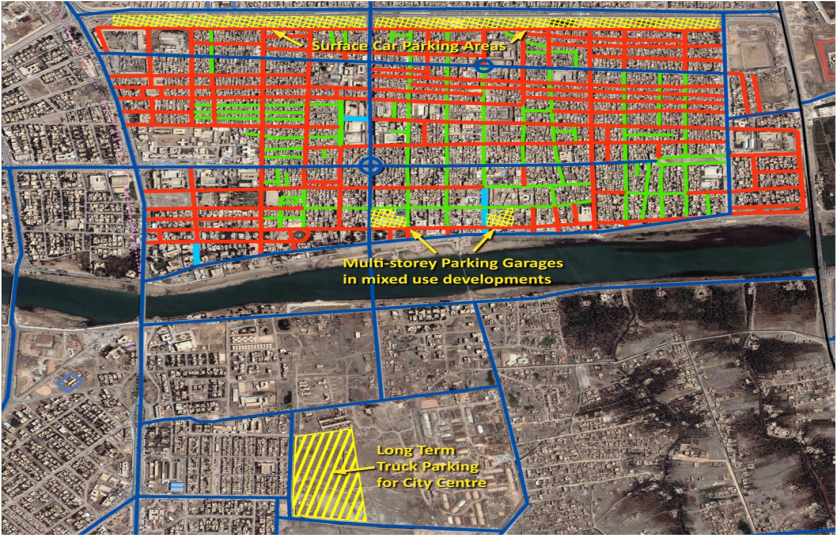 Surface Car Parking Areas
Multi-storey Parking Garages
in mixed use developments
Long Term
Truck Parking
for City Centre